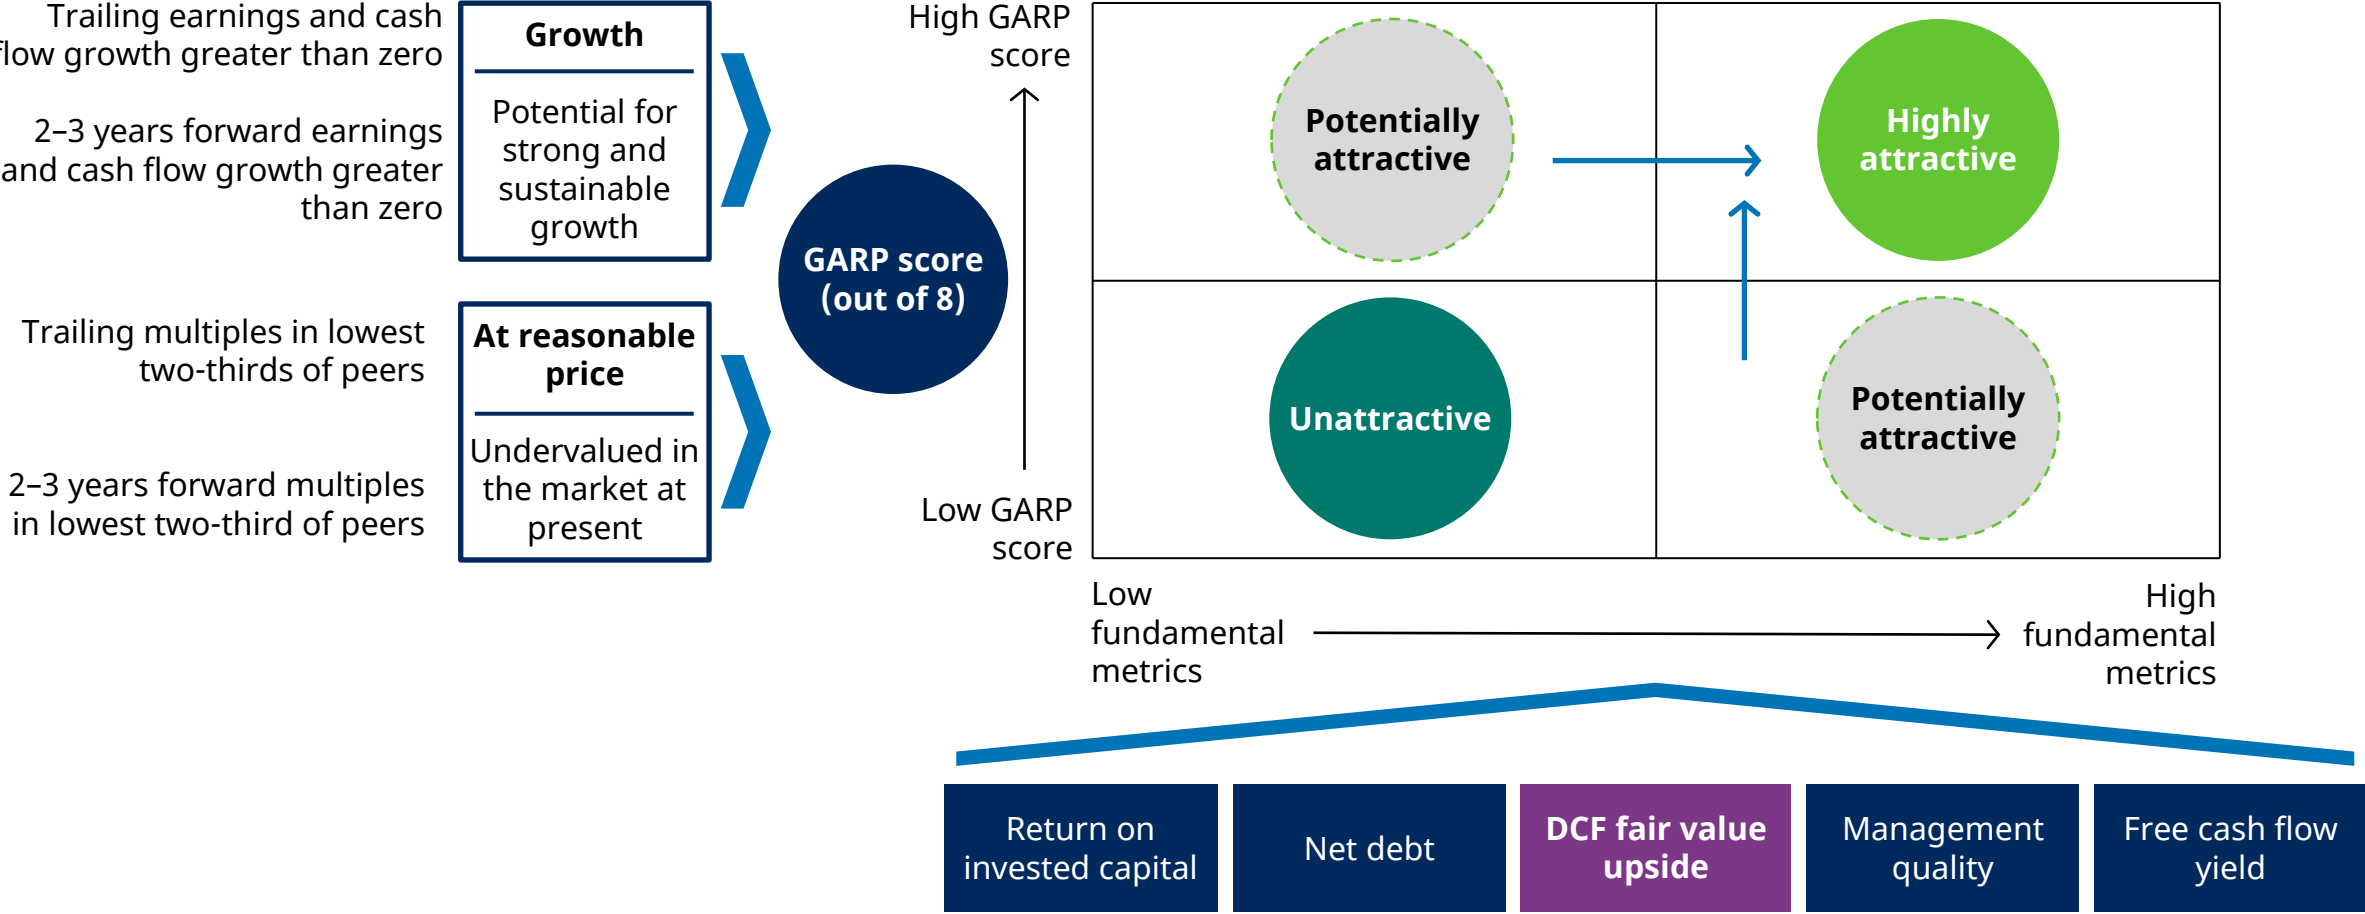 Trailing earnings and cash
flow growth greater than zero
2–3 years forward earnings
and cash flow growth greater
than zero
Growth
Potential for
strong and
sustainable
growth
Trailing multiples in lowest
two-thirds of peers
2–3 years forward multiples
in lowest two-third of peers
At reasonable
price
Undervalued in
the market at
present
GARP score
(out of 8)
High GARP
score
Low GARP
score
Potentially
attractive
Highly
attractive
Unattractive
Potentially
attractive
Low
fundamental
metrics
High
fundamental
metrics
Return on
invested capital
Net debt
DCF fair value
upside
Management
quality
Free cash flow
yield